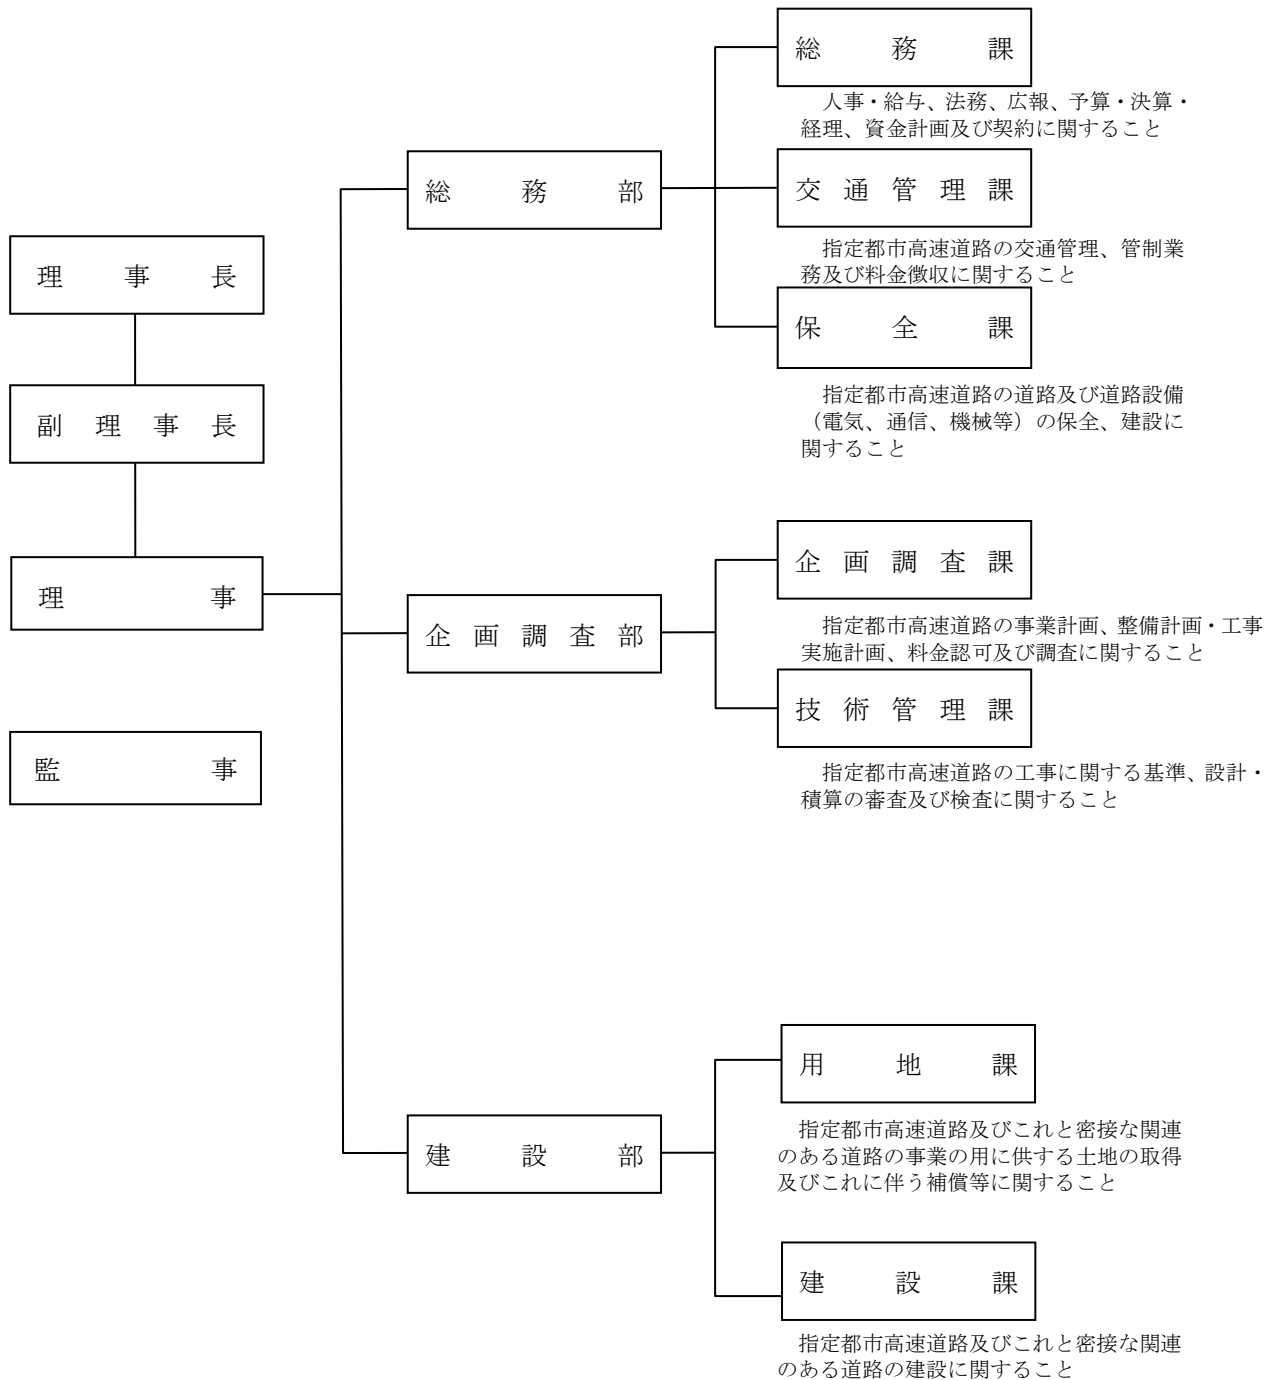 理事長
副理事長
理事
監事
総務部
総務課
人事・給与、法務、広報、予算・決算・
経理、資金計画及び契約に関すること
交通管理課
指定都市高速道路の交通管理、管制業
務及び料金徴収に関すること
保全課
指定都市高速道路の道路及び道路設備
（電気、通信、機械等）の保全、建設に
関すること
企画調査部
企画調査課
指定都市高速道路の事業計画、整備計画・工事
実施計画、料金認可及び調査に関すること
技術管理課
指定都市高速道路の工事に関する基準、設計・
積算の審査及び検査に関すること
建設部
用地課
指定都市高速道路及びこれと密接な関連
のある道路の事業の用に供する土地の取得
及びこれに伴う補償等に関すること
建設課
指定都市高速道路及びこれと密接な関連
のある道路の建設に関すること